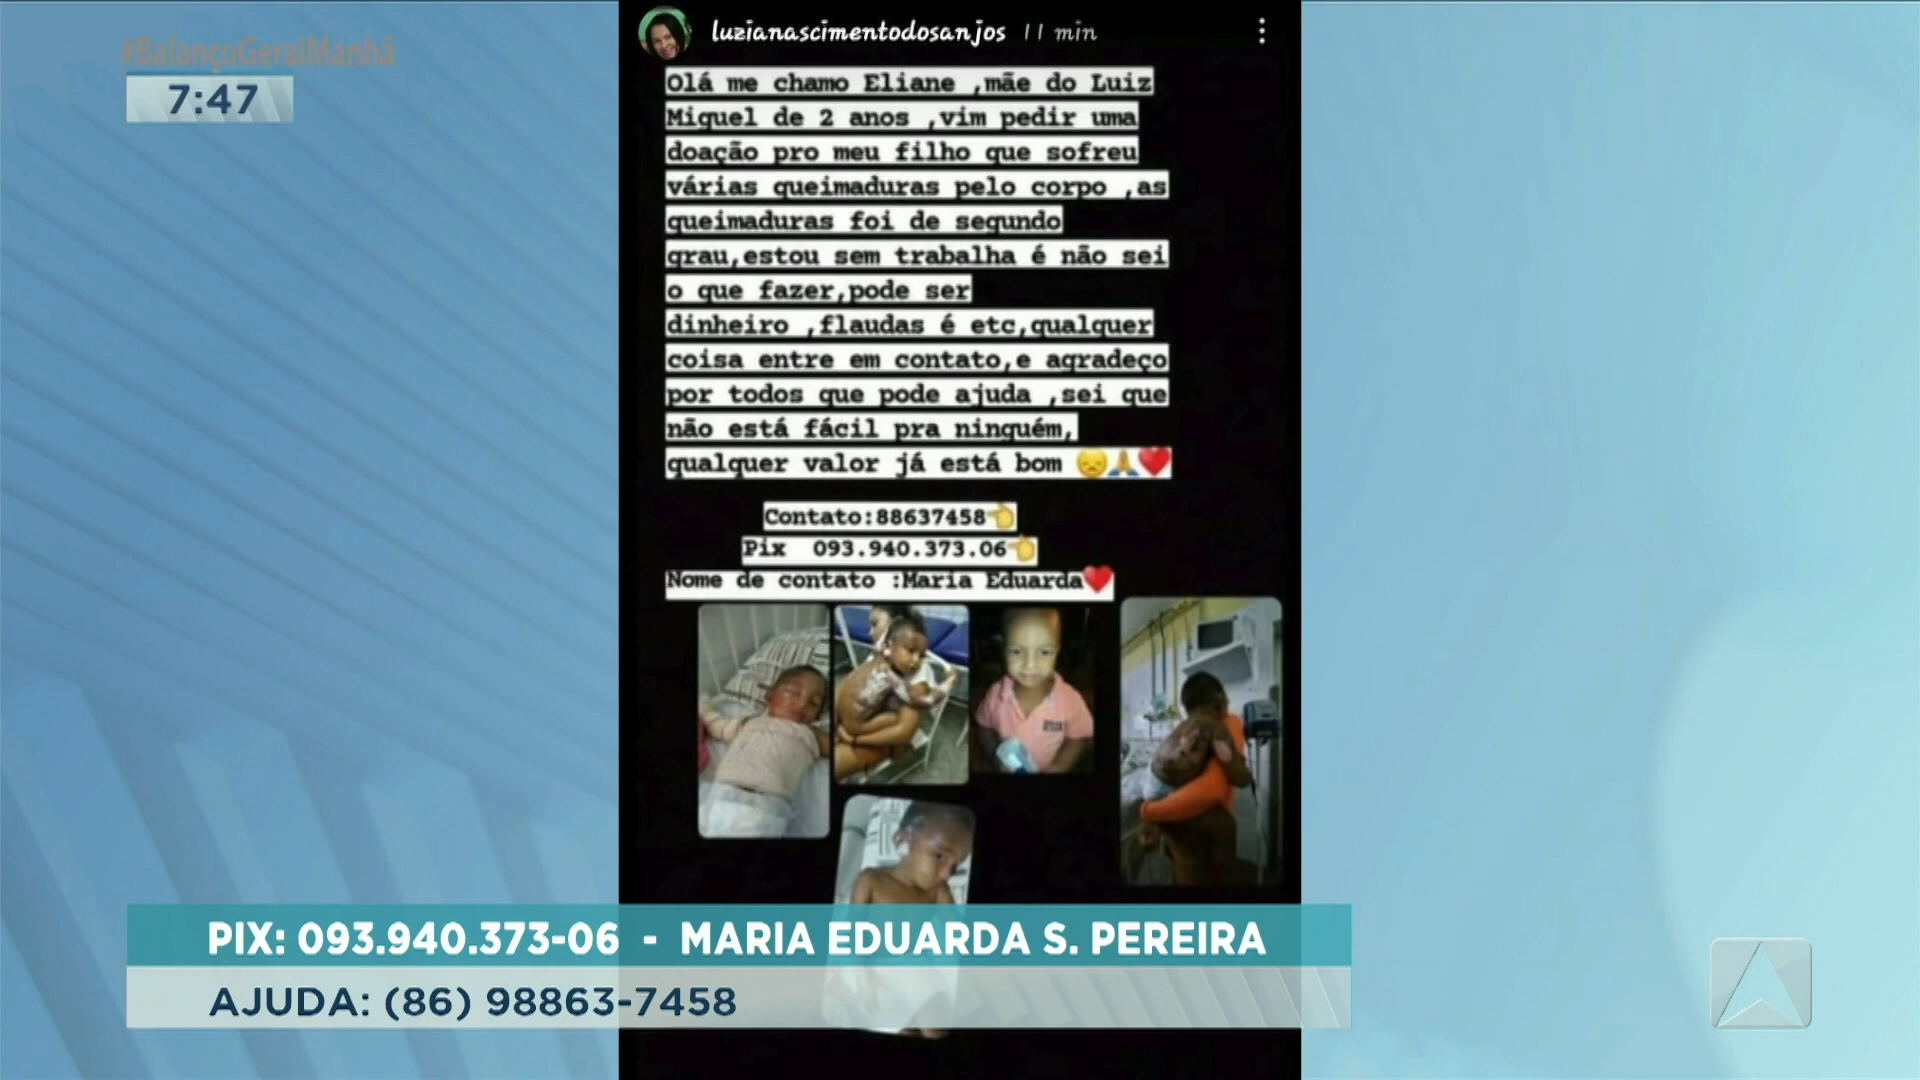 #BalançoGeralManhã
7:47
luzianascimentodosanjos 11 min
Olá me chamo Eliane ,mãe do Luiz
Miguel de 2 anos ,vim pedir uma
doação pro meu filho que sofreu
várias queimaduras pelo corpo ,as
queimaduras foi de segundo
grau,estou sem trabalha é não sei
o que fazer,pode ser
dinheiro ,flaudas é etc,qualquer
coisa entre em contato,e agradeço
por todos que pode ajuda ,sei que
não está fácil pra ninguém,
qualquer valor já está bom 😞🙏❤️
Contato:88637458👈
Pix 093.940.373.06👈
Nome de contato :Maria Eduarda❤️
PIX: 093.940.373-06 - MARIA EDUARDA S. PEREIRA
AJUDA: (86) 98863-7458